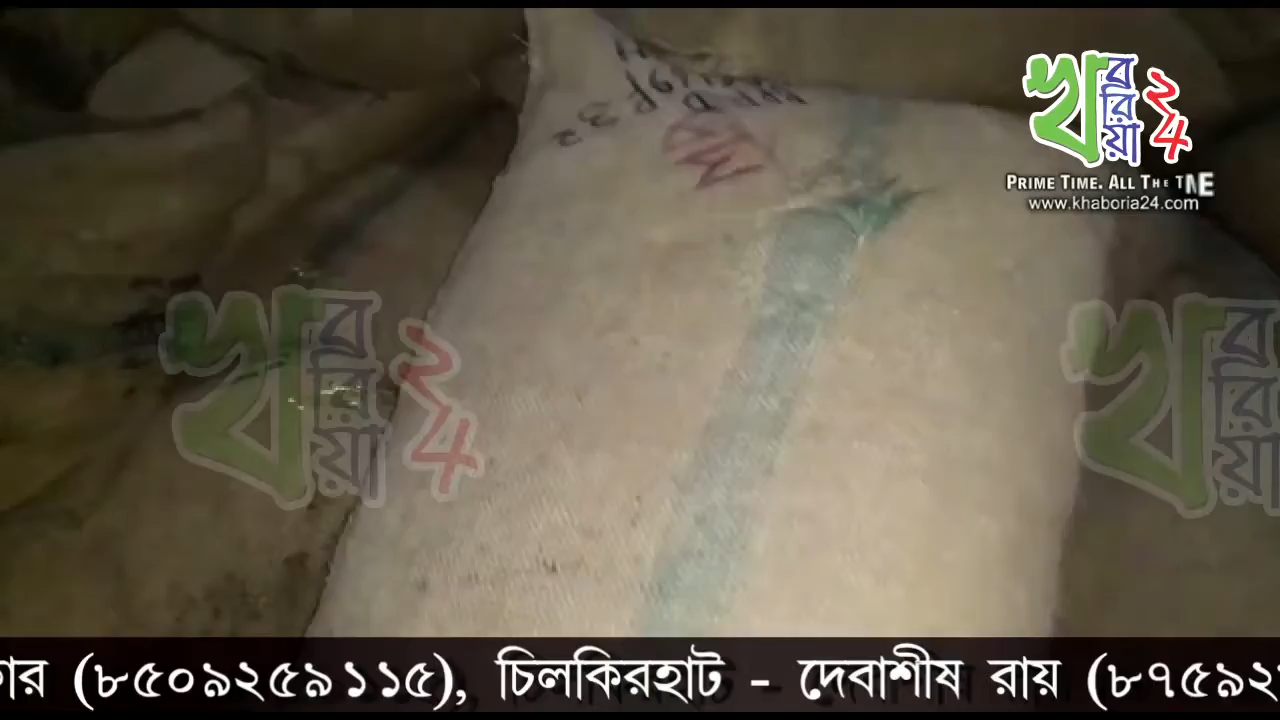 খবরিয়া ২৪
PRIME TIME. ALL THE TIME
www.khaboria24.com
কার (৮৫০৯২৫৯১১৫), চিলকিরহাট - দেবাশীষ রায় (৮৭৫৯২